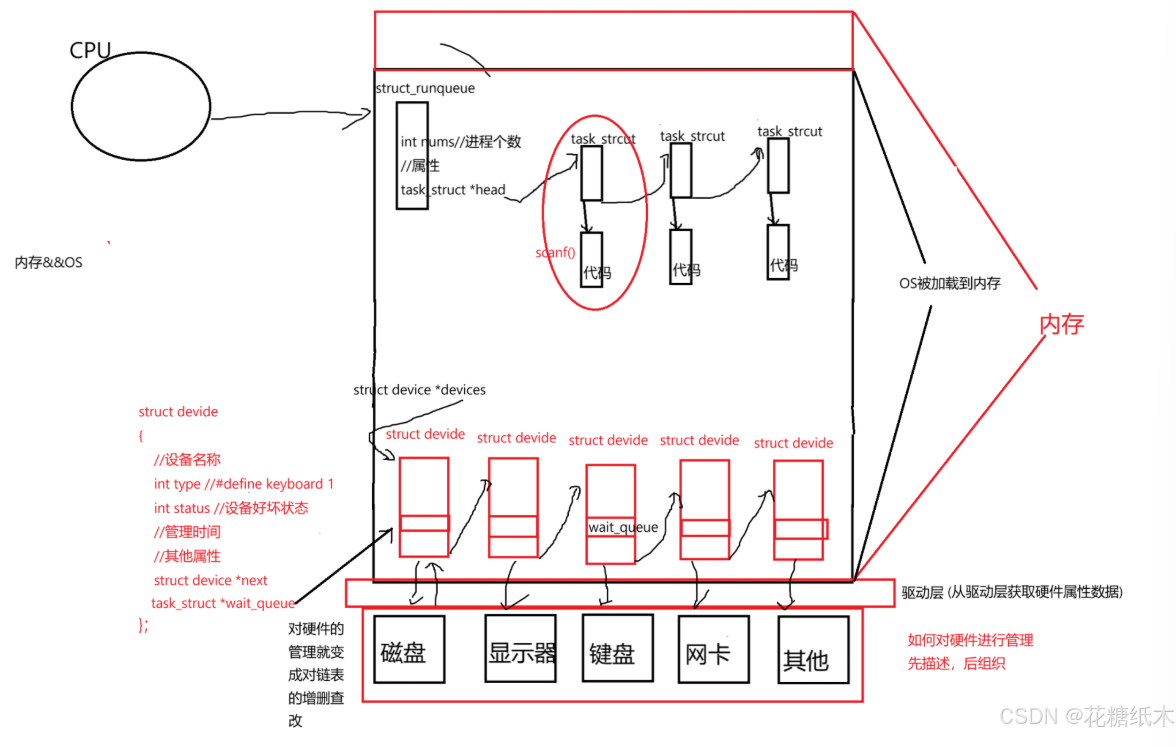 CPU
struct_runqueue
int nums//进程个数
//属性
task_struct *head
task_strcut
task_strcut
task_strcut
scanf()
代码
代码
代码
内存&&OS
OS被加载到内存
内存
struct device *devices
struct devide
struct devide
struct devide
struct devide
struct devide
wait_queue
struct devide
{
//设备名称
int type //#define keyboard 1
int status //设备好坏状态
//管理时间
//其他属性
struct device *next
task_struct *wait_queue
};
驱动层 (从驱动层获取硬件属性数据)
对硬件的
管理就变
成对链表
的增删查
改
磁盘
显示器
键盘
网卡
其他
如何对硬件进行管理
先描述，后组织
CSDN @花糖纸木